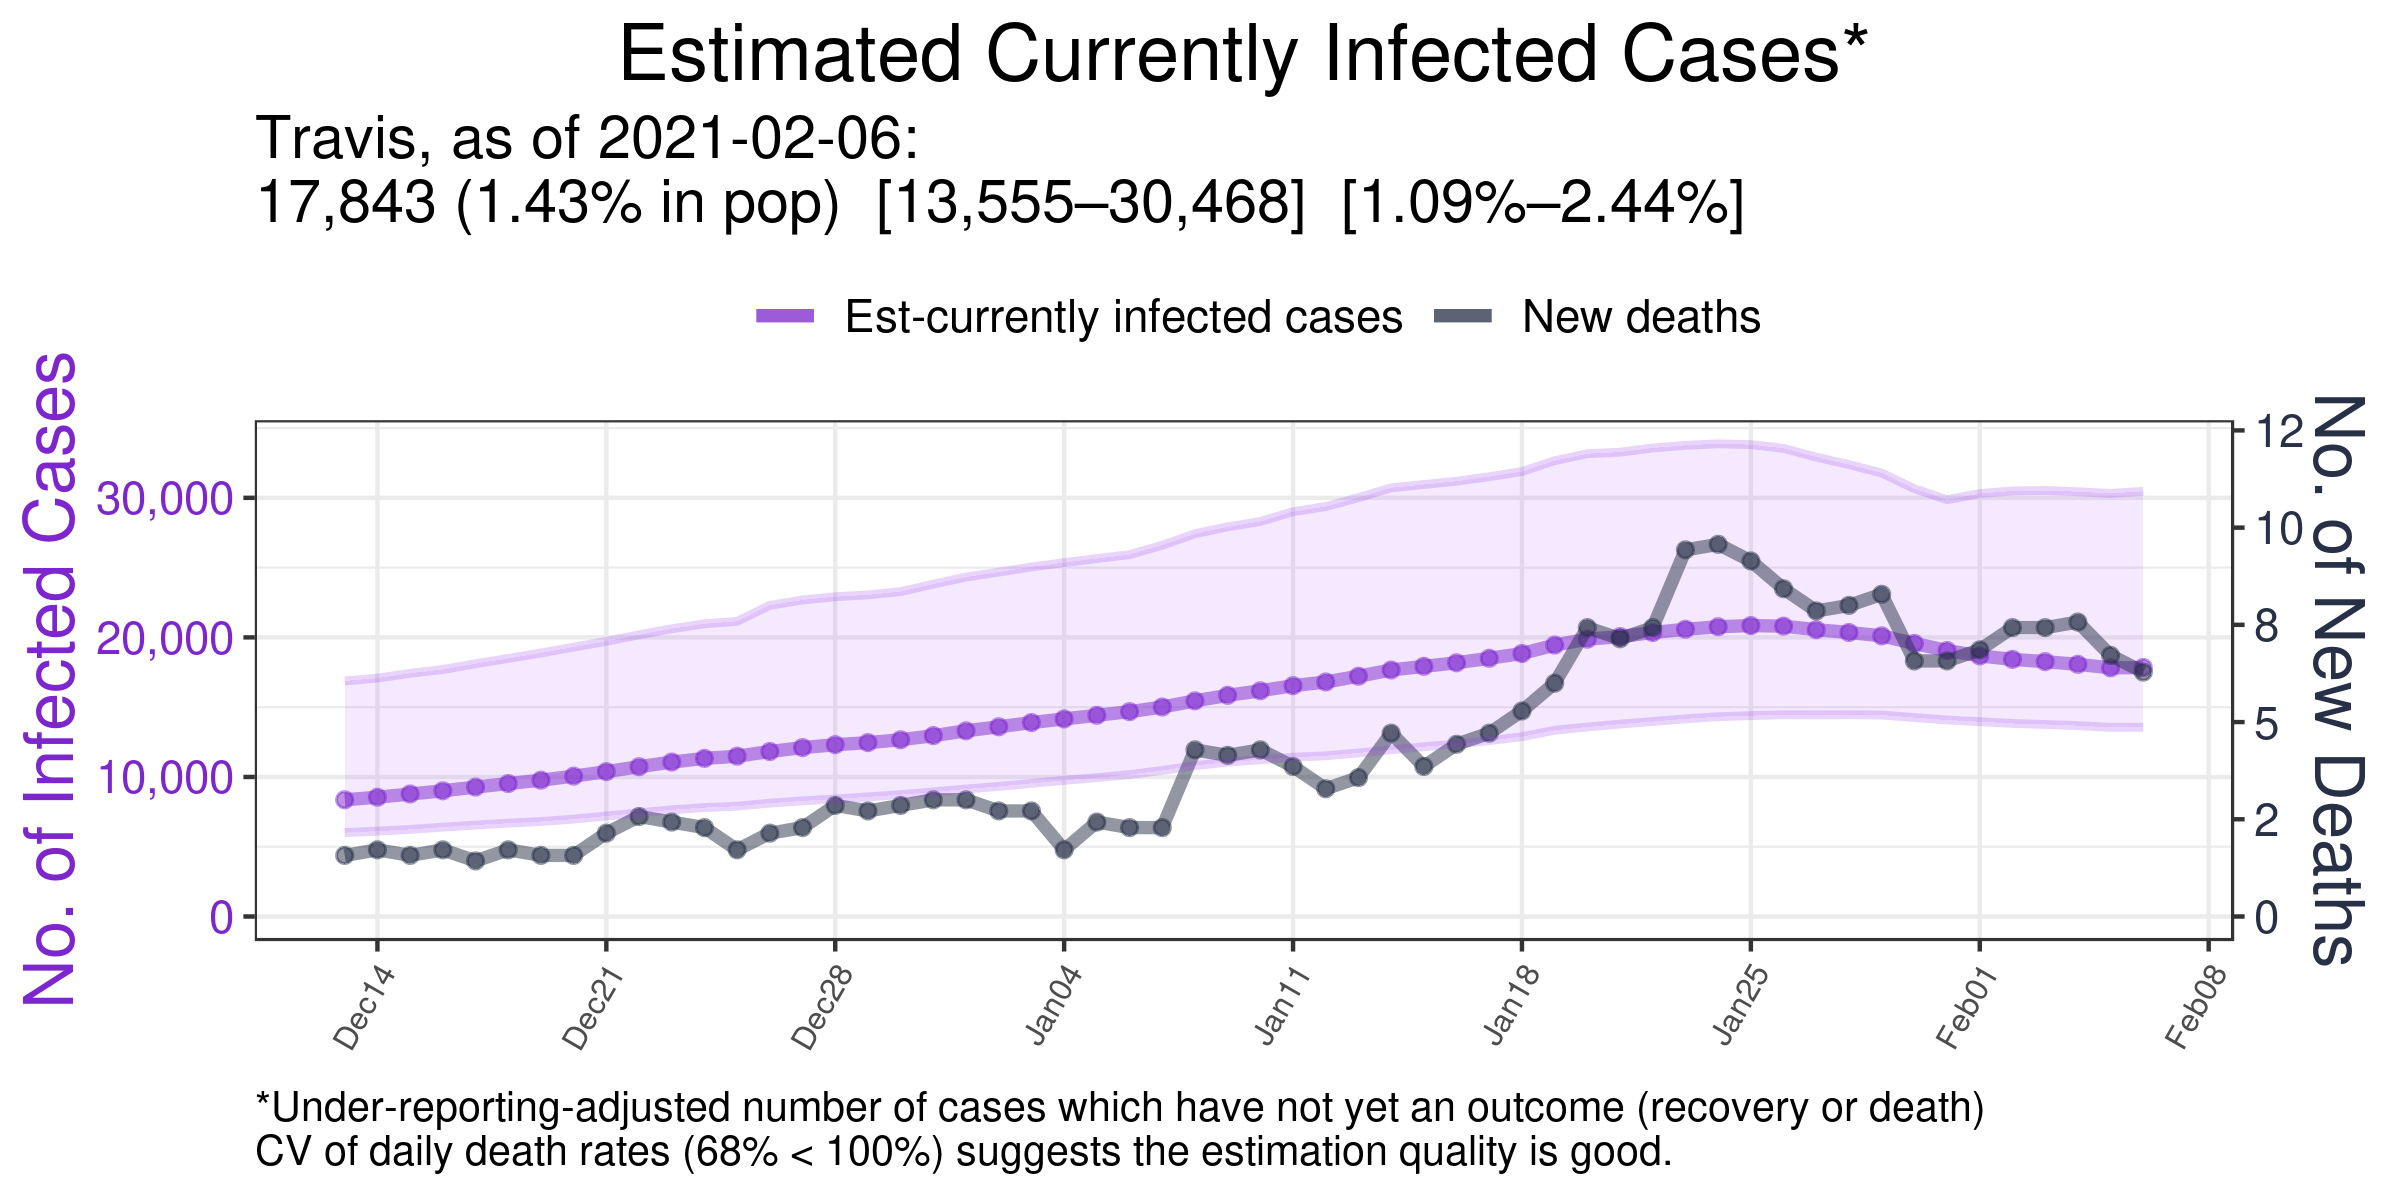 Estimated Currently Infected Cases*
Travis, as of 2021-02-06:
17,843 (1.43% in pop)  [13,555–30,468]  [1.09%–2.44%]
Est-currently infected cases
New deaths
No. of Infected Cases
30,000
20,000
10,000
0
12
10
8
5
2
0
No. of New Deaths
Dec14
Dec21
Dec28
Jan04
Jan11
Jan18
Jan25
Feb01
Feb08
*Under-reporting-adjusted number of cases which have not yet an outcome (recovery or death)
CV of daily death rates (68% < 100%) suggests the estimation quality is good.